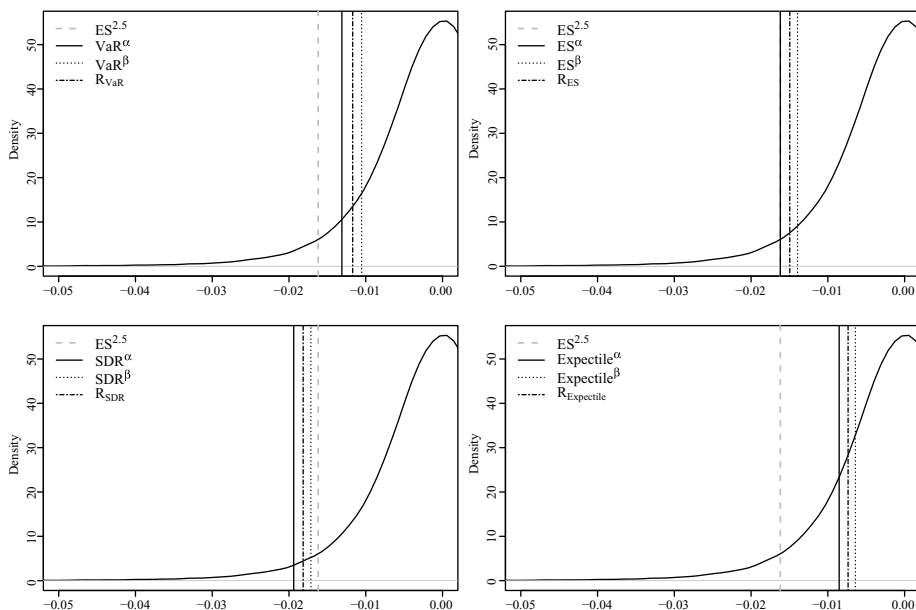 ES^2.5
VaR^α
VaR^β
R_VaR
Density
0 10 20 30 40 50
−0.05 −0.04 −0.03 −0.02 −0.01 0.00
ES^2.5
ES^α
ES^β
R_ES
Density
0 10 20 30 40 50
−0.05 −0.04 −0.03 −0.02 −0.01 0.00
ES^2.5
SDR^α
SDR^β
R_SDR
Density
0 10 20 30 40 50
−0.05 −0.04 −0.03 −0.02 −0.01 0.00
ES^2.5
Expectile^α
Expectile^β
R_Expectile
Density
0 10 20 30 40 50
−0.05 −0.04 −0.03 −0.02 −0.01 0.00